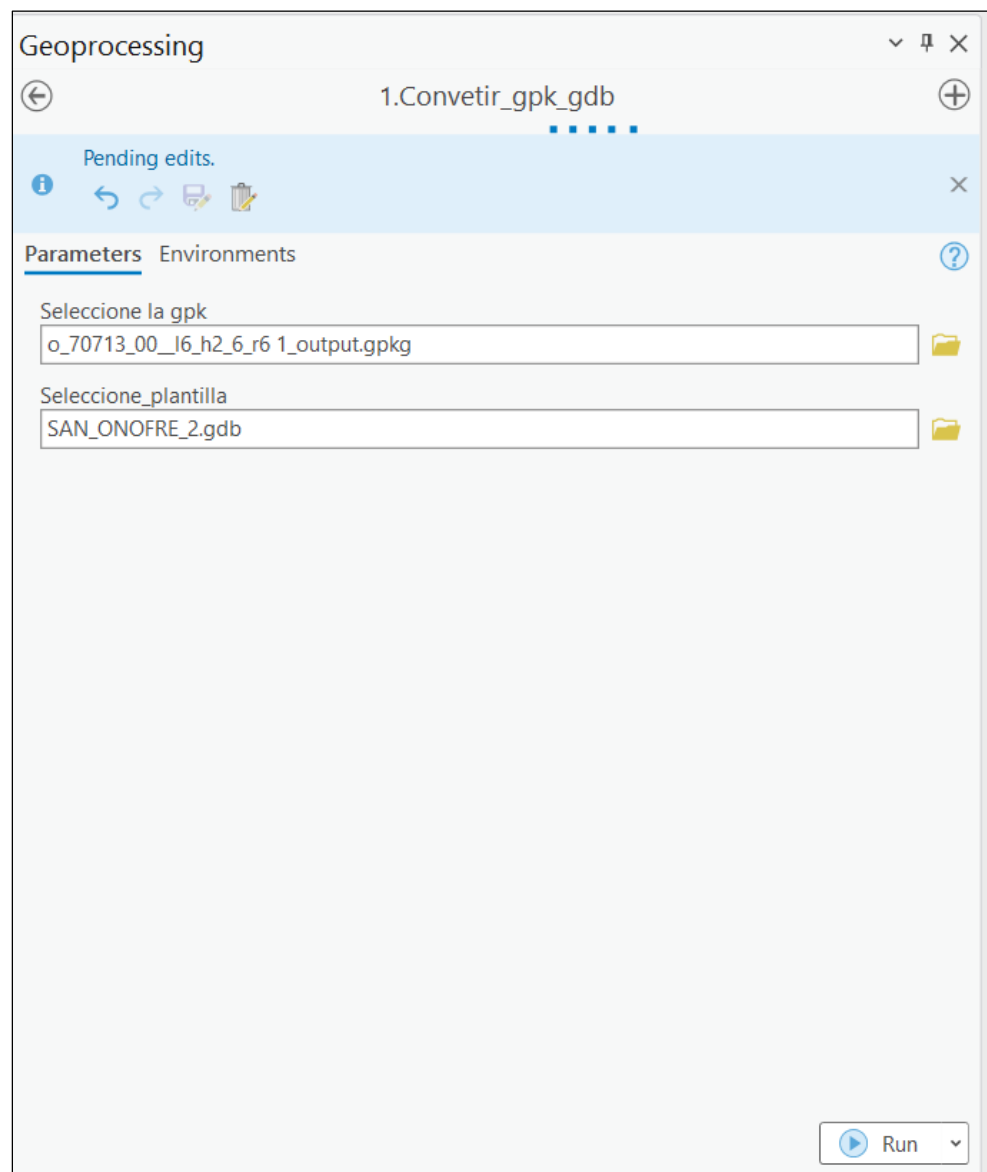 Geoprocessing
1.Convetir_gpk_gdb
Pending edits.
Parameters Environments
Seleccione la gpk
o_70713_00__l6_h2_6_r6 1_output.gpkg
Seleccione_plantilla
SAN_ONOFRE_2.gdb
Run